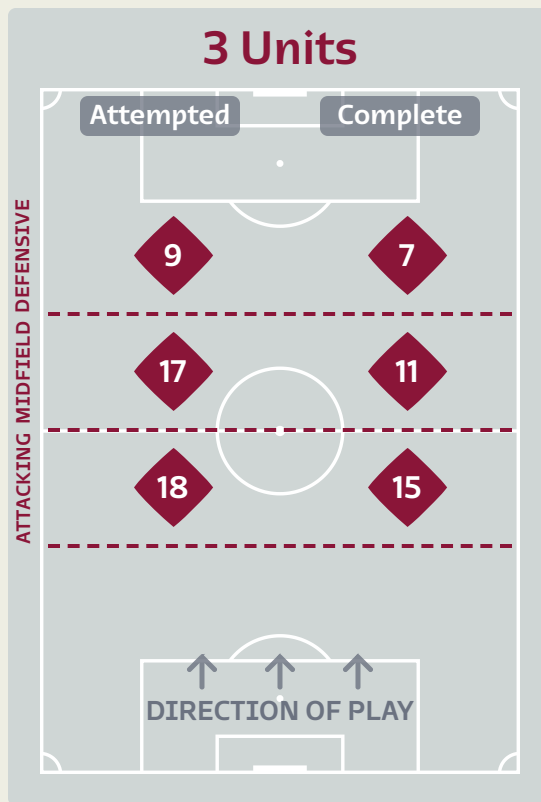 3 Units
Attempted Complete
ATTACKING MIDFIELD DEFENSIVE
9 7
17 11
18 15
DIRECTION OF PLAY